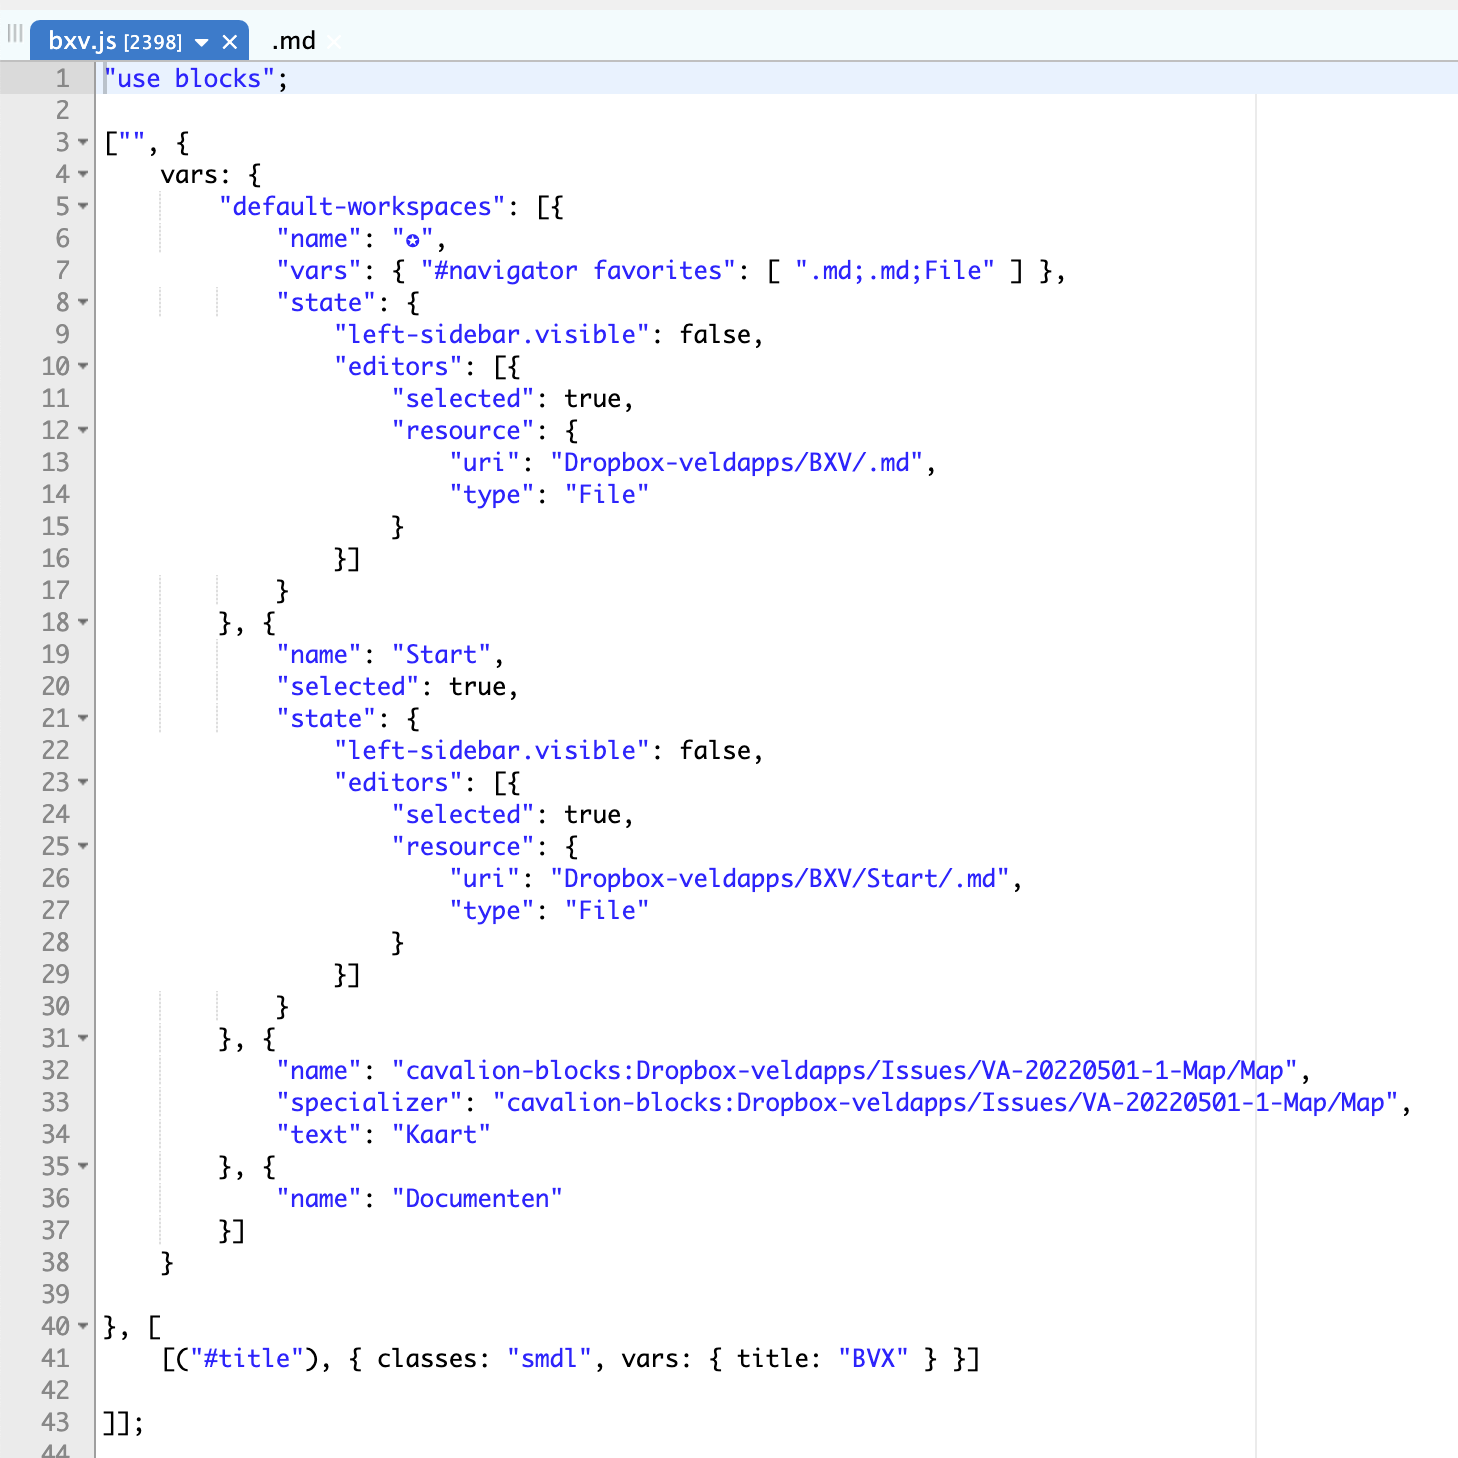 bxv.js [2398]
.md
1 "use blocks";
2
3 ["", {
4     vars: {
5         "default-workspaces": [{
6             "name": "✪",
7             "vars": { "#navigator favorites": [ ".md;.md;File" ] },
8             "state": {
9                 "left-sidebar.visible": false,
10                 "editors": [{
11                     "selected": true,
12                     "resource": {
13                         "uri": "Dropbox-veldapps/BXV/.md",
14                         "type": "File"
15                     }
16                 }]
17             }
18         }, {
19             "name": "Start",
20             "selected": true,
21             "state": {
22                 "left-sidebar.visible": false,
23                 "editors": [{
24                     "selected": true,
25                     "resource": {
26                         "uri": "Dropbox-veldapps/BXV/Start/.md",
27                         "type": "File"
28                     }
29                 }]
30             }
31         }, {
32             "name": "cavalion-blocks:Dropbox-veldapps/Issues/VA-20220501-1-Map/Map",
33             "specializer": "cavalion-blocks:Dropbox-veldapps/Issues/VA-20220501-1-Map/Map",
34             "text": "Kaart"
35         }, {
36             "name": "Documenten"
37         }]
38     }
39
40 }, [
41     [("#title"), { classes: "smdl", vars: { title: "BVX" } }]
42
43 ]];
44